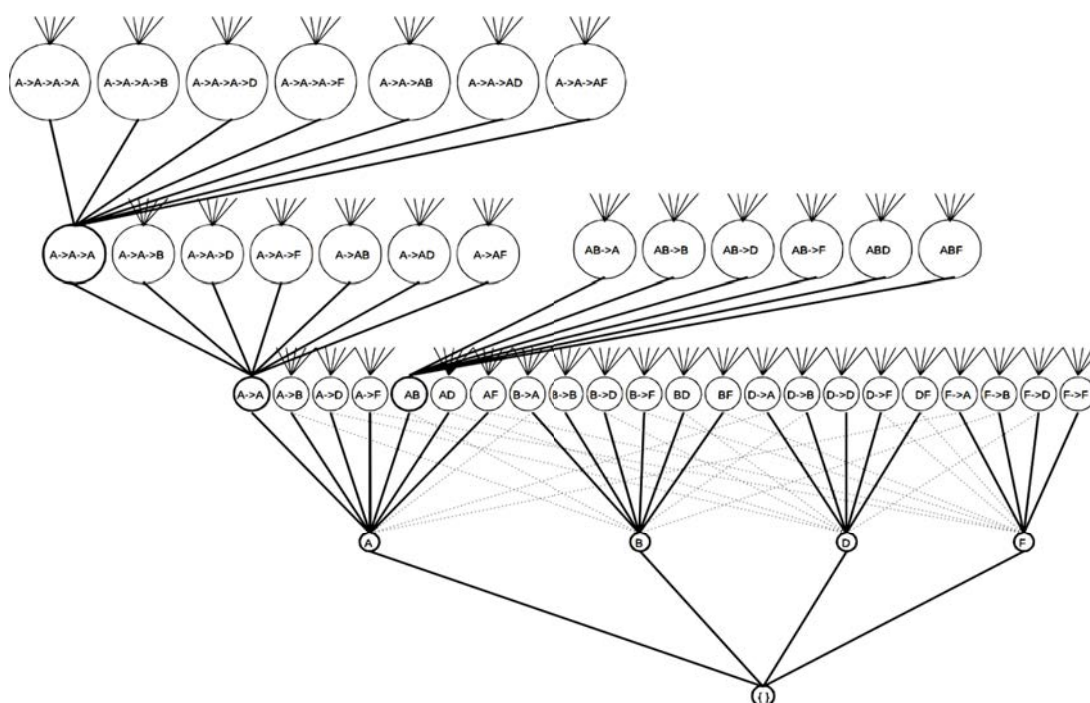 A->A->A->A A->A->A->B A->A->A->D A->A->A->F A->A->AB A->A->AD A->A->AF
A->A->A A->A->B A->A->D A->A->F A->AB A->AD A->AF AB->A AB->B AB->D AB->F ABD ABF
A->A A->B A->D A->F AB AD AF B->A B->B B->D B->F BD BF D->A D->B D->D D->F DF F->A F->B F->D F->F
A B D F
{ }